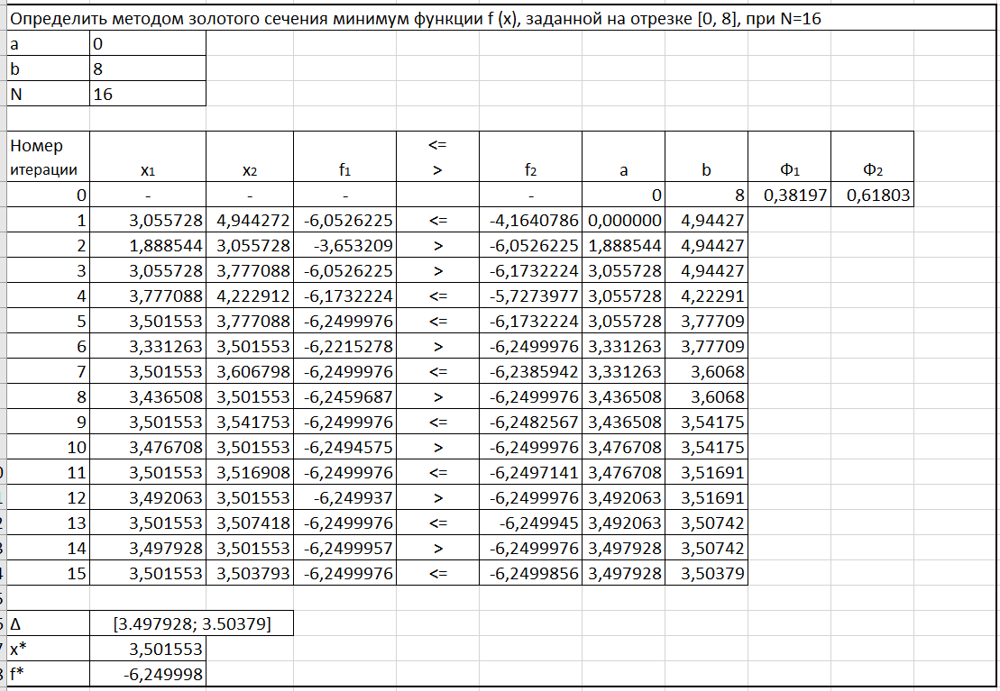 Определить методом золотого сечения минимум функции f (x), заданной на отрезке [0, 8], при N=16
a 0
b 8
N 16
Номер <=
итерации x1 x2 f1 > f2 a b Ф1 Ф2
0 - - - - 0 8 0,38197 0,61803
1 3,055728 4,944272 -6,0526225 <= -4,1640786 0,000000 4,94427
2 1,888544 3,055728 -3,653209 > -6,0526225 1,888544 4,94427
3 3,055728 3,777088 -6,0526225 > -6,1732224 3,055728 4,94427
4 3,777088 4,222912 -6,1732224 <= -5,7273977 3,055728 4,22291
5 3,501553 3,777088 -6,2499976 <= -6,1732224 3,055728 3,77709
6 3,331263 3,501553 -6,2215278 > -6,2499976 3,331263 3,77709
7 3,501553 3,606798 -6,2499976 <= -6,2385942 3,331263 3,6068
8 3,436508 3,501553 -6,2459687 > -6,2499976 3,436508 3,6068
9 3,501553 3,541753 -6,2499976 <= -6,2482567 3,436508 3,54175
10 3,476708 3,501553 -6,2494575 > -6,2499976 3,476708 3,54175
11 3,501553 3,516908 -6,2499976 <= -6,2497141 3,476708 3,51691
12 3,492063 3,501553 -6,249937 > -6,2499976 3,492063 3,51691
13 3,501553 3,507418 -6,2499976 <= -6,249945 3,492063 3,50742
14 3,497928 3,501553 -6,2499957 > -6,2499976 3,497928 3,50742
15 3,501553 3,503793 -6,2499976 <= -6,2499856 3,497928 3,50379
Δ [3.497928; 3.50379]
x* 3,501553
f* -6,249998